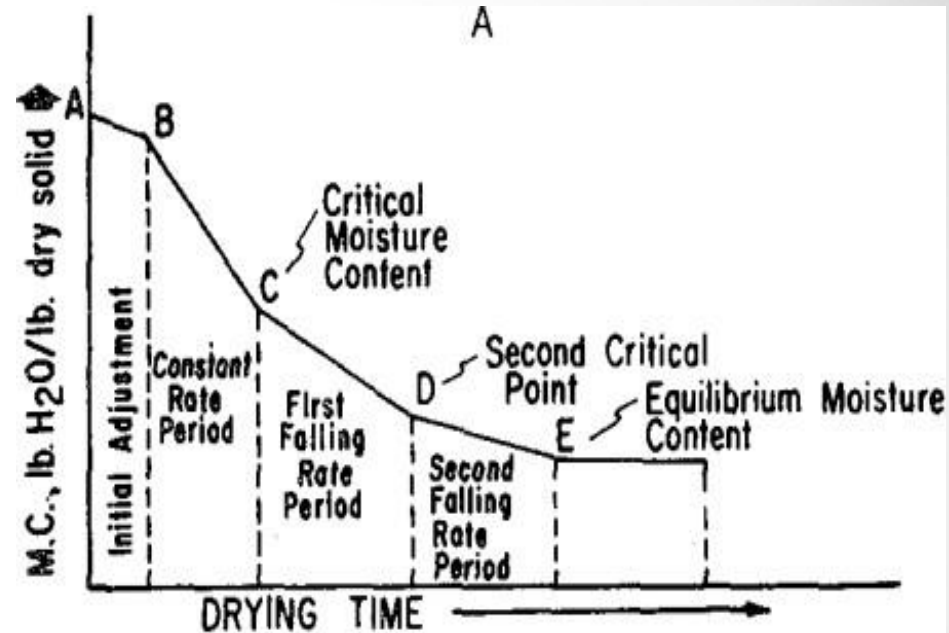 A
A
B
Critical
Moisture
Content
C
Second Critical
Point
D
Equilibrium Moisture
Content
E
Initial Adjustment
Constant
Rate
Period
First
Falling
Rate
Period
Second
Falling
Rate
Period
M.C., lb. H2O/lb. dry solid
DRYING TIME